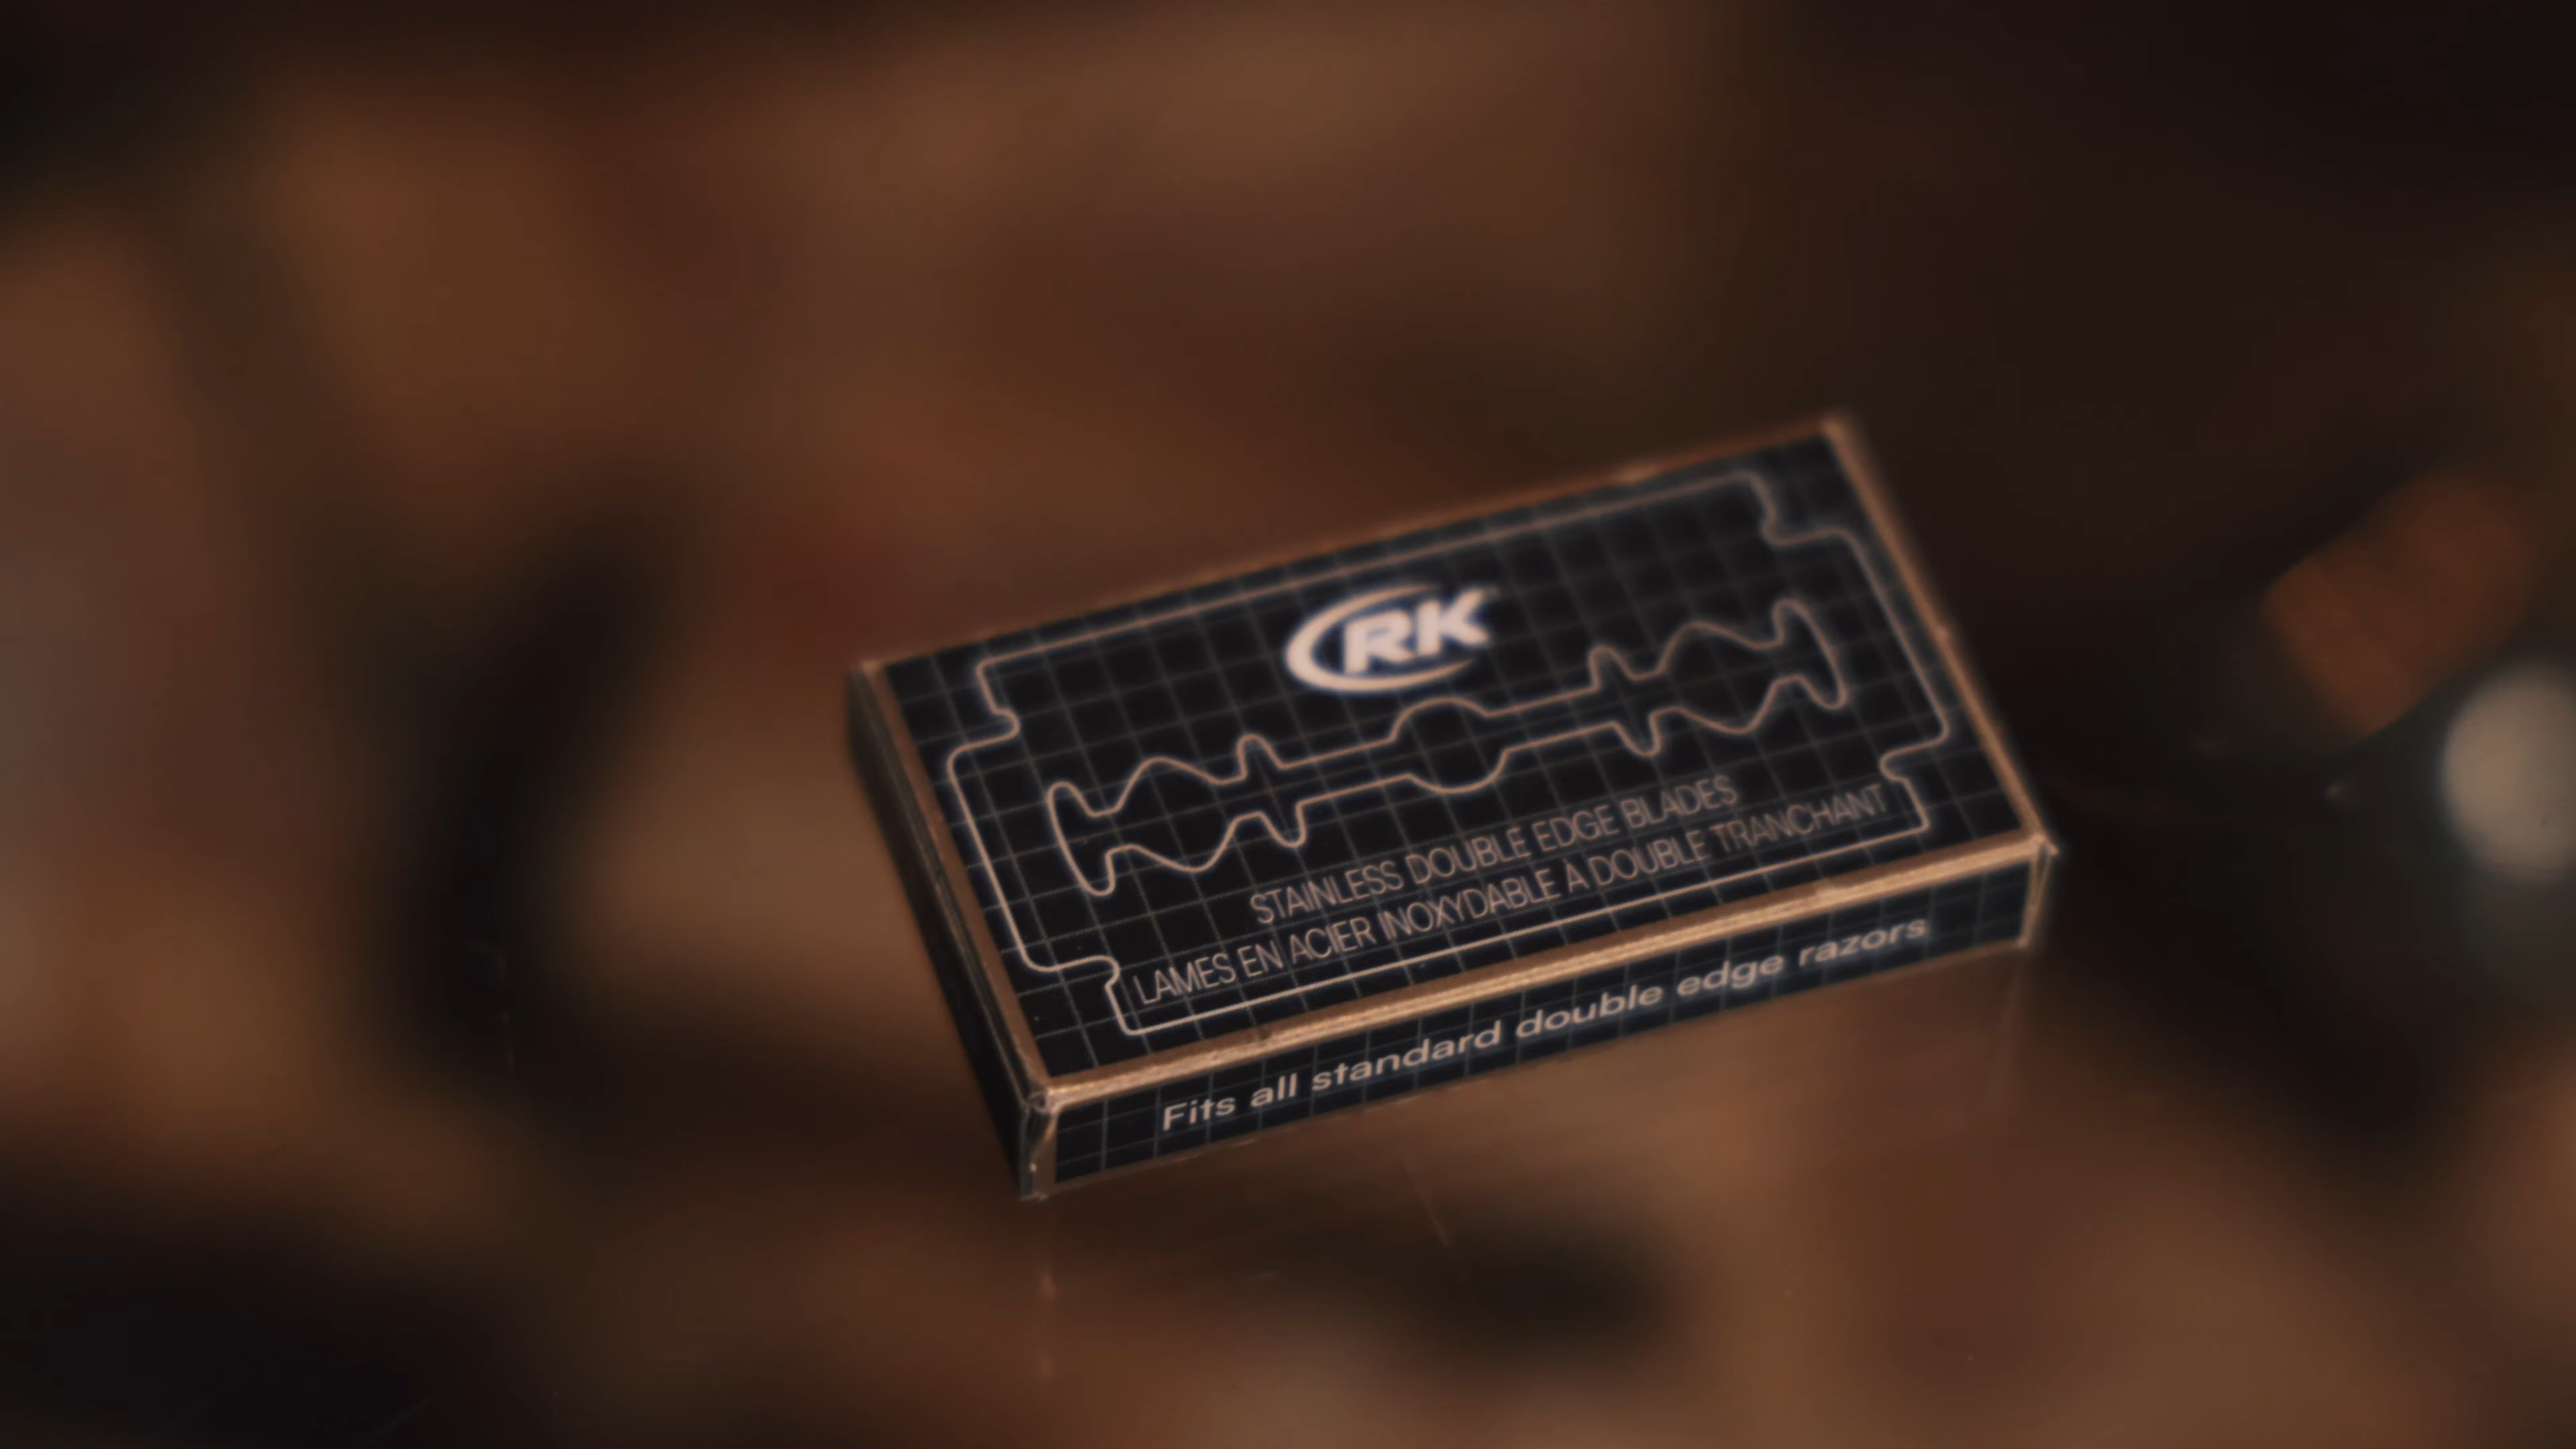 RK
STAINLESS DOUBLE EDGE BLADES
LAMES EN ACIER INOXYDABLE À DOUBLE TRANCHANT
Fits all standard double edge razors